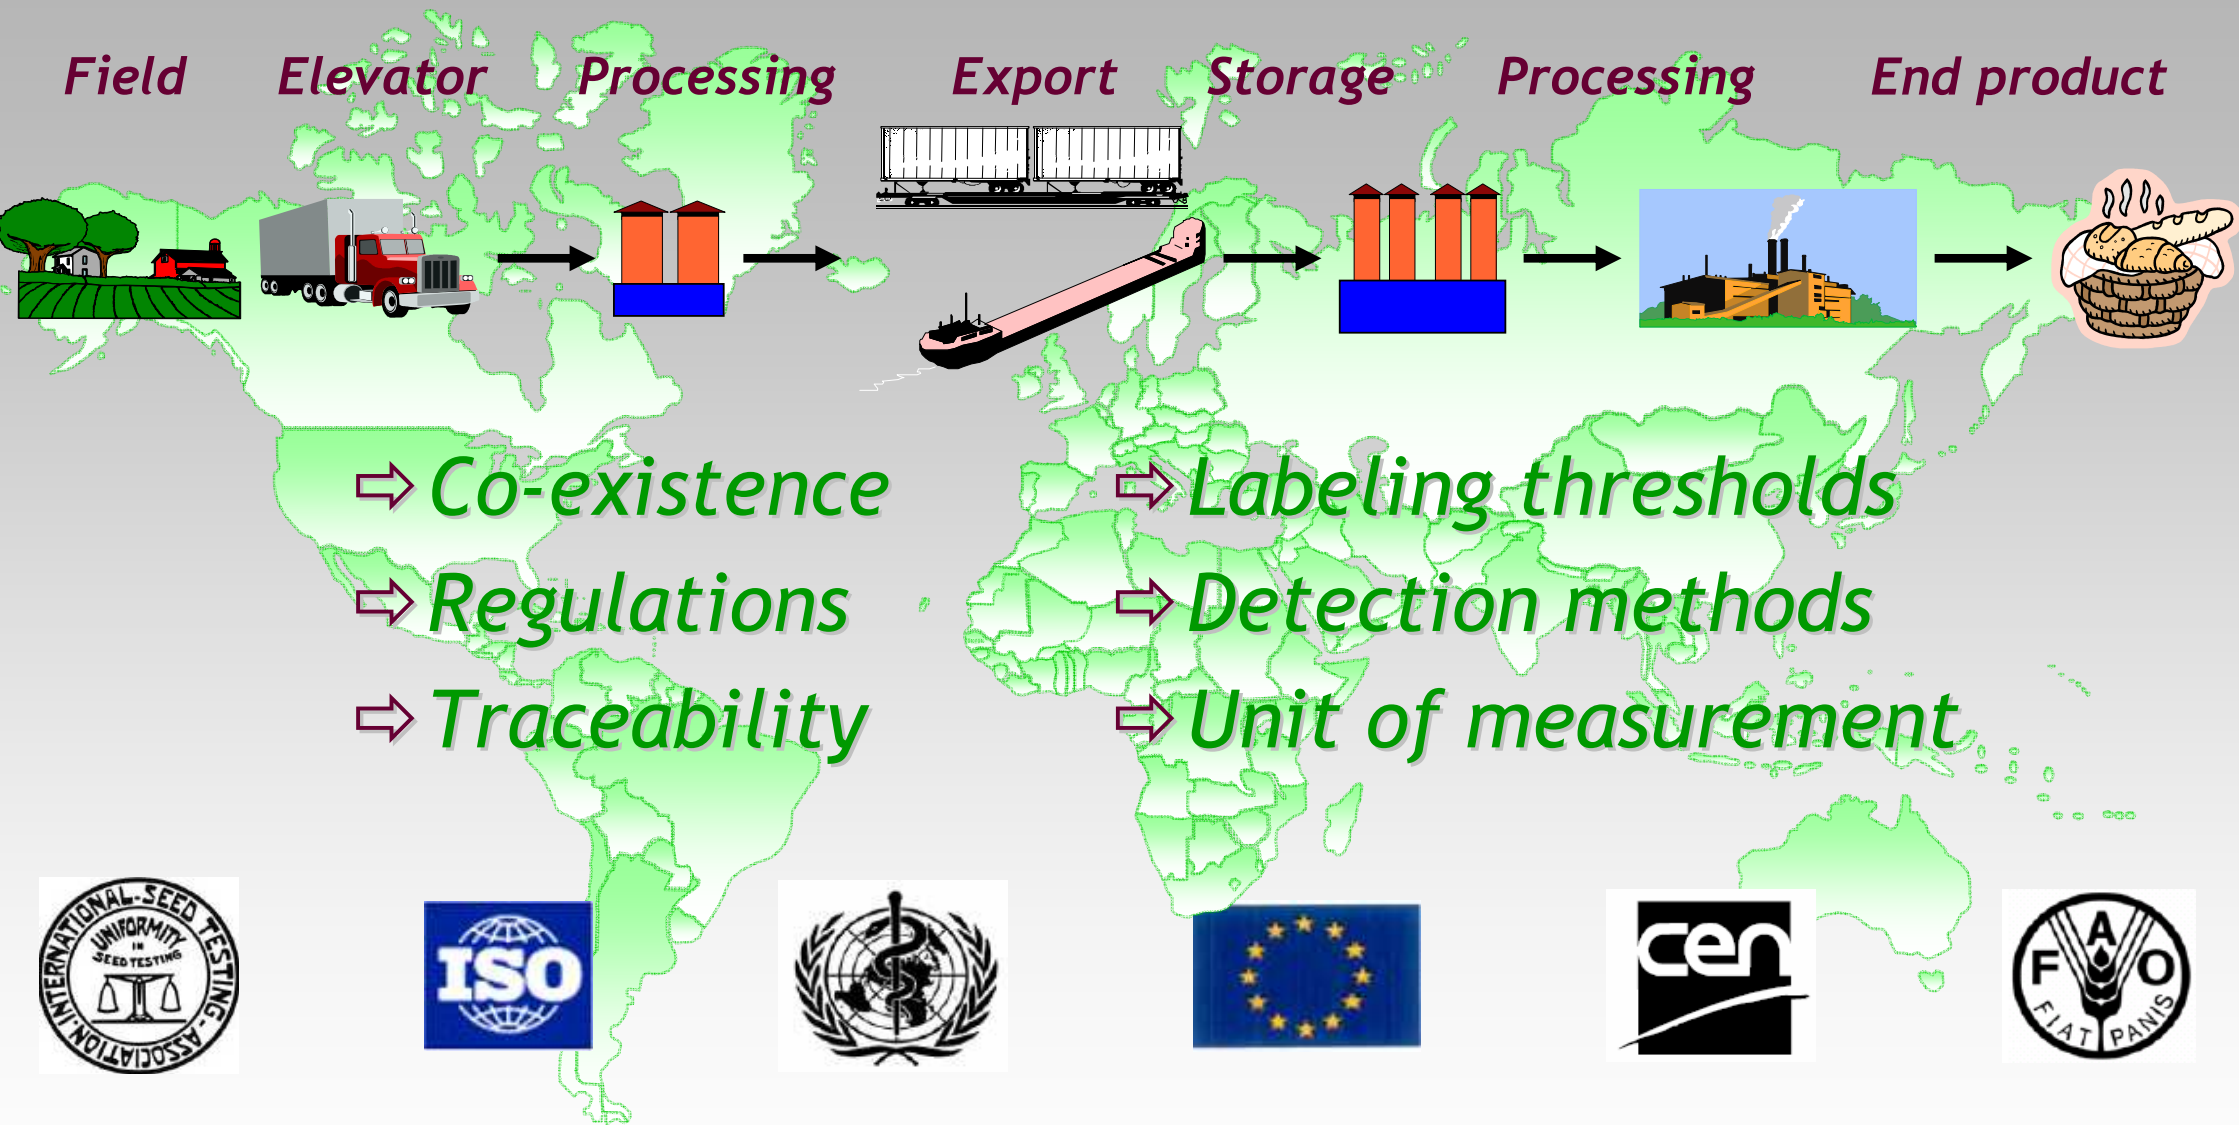 Field Elevator Processing Export Storage Processing End product
Co-existence
Labeling thresholds
Regulations
Detection methods
Traceability
Unit of measurement
INTERNATIONAL-SEED TESTING-ASSOCIATION.
UNIFORMITY
IN
SEED TESTING
ISO
cen
FAO
FIAT PANIS